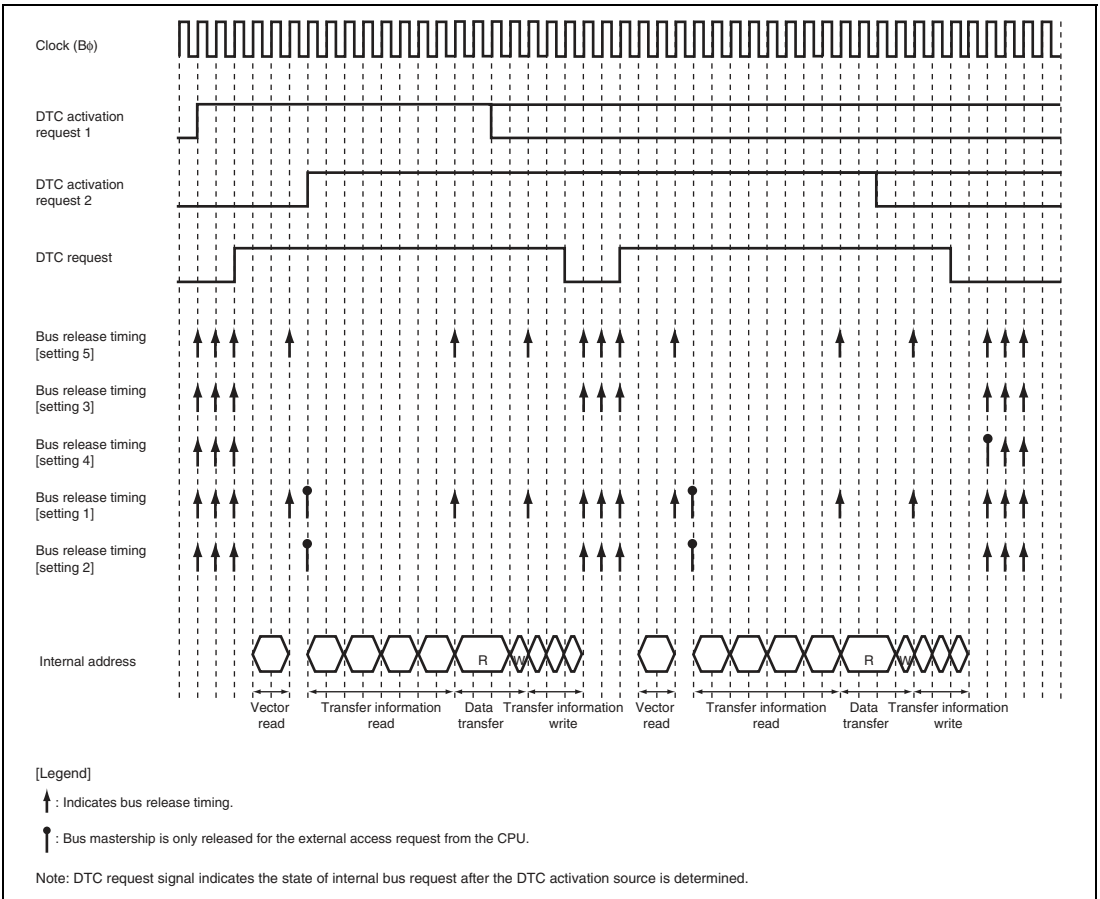 Clock (Bφ)
DTC activation
request 1
DTC activation
request 2
DTC request
Bus release timing
[setting 5]
Bus release timing
[setting 3]
Bus release timing
[setting 4]
Bus release timing
[setting 1]
Bus release timing
[setting 2]
Internal address
R
W
R
W
Vector
read
Transfer information
read
Data
transfer
Transfer information
write
Vector
read
Transfer information
read
Data
transfer
Transfer information
write
[Legend]
: Indicates bus release timing.
: Bus mastership is only released for the external access request from the CPU.
Note: DTC request signal indicates the state of internal bus request after the DTC activation source is determined.